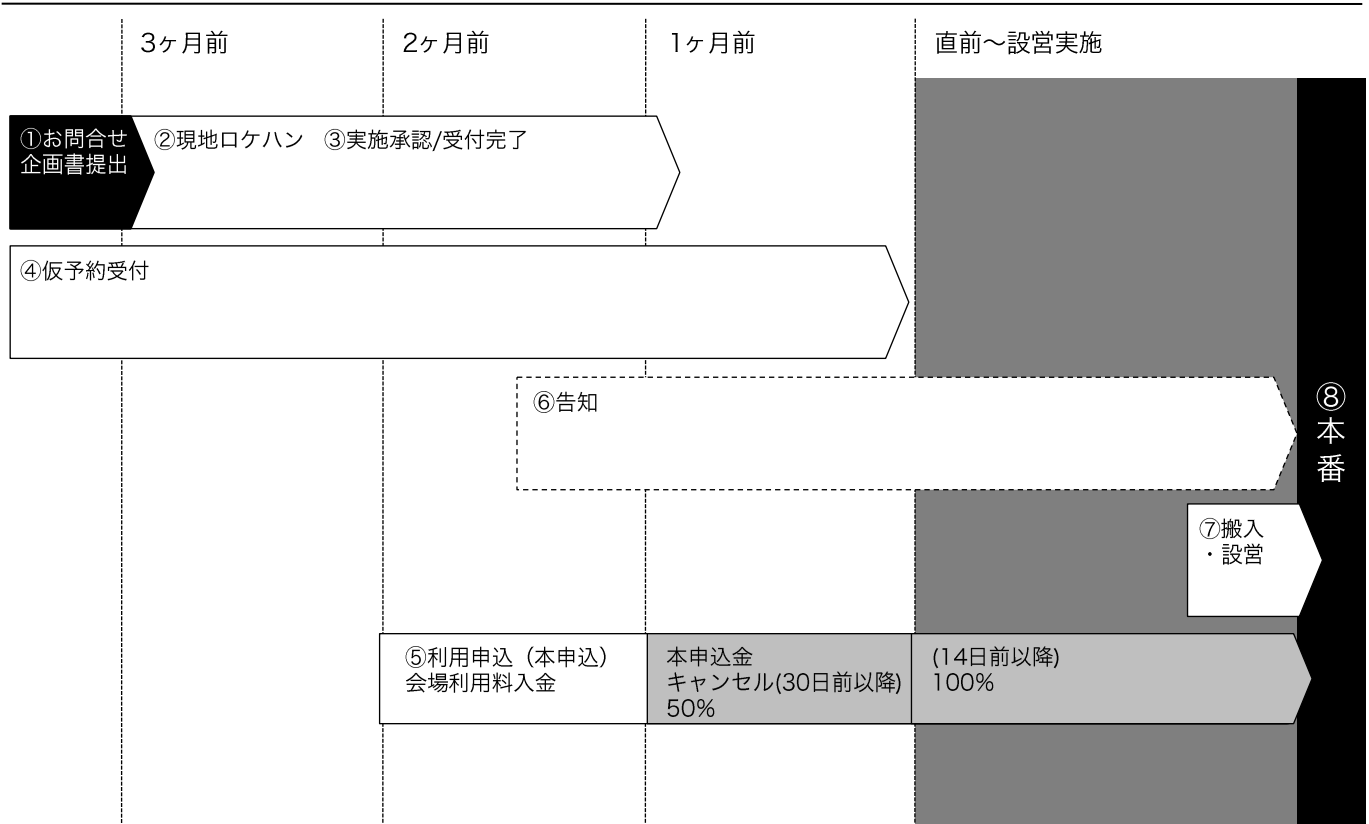 3ヶ月前
2ヶ月前
1ヶ月前
直前〜設営実施
①お問合せ
企画書提出
②現地ロケハン　③実施承認/受付完了
④仮予約受付
⑥告知
⑧本番
⑦搬入
・設営
⑤利用申込（本申込）
会場利用料入金
本申込金
キャンセル(30日前以降)
50%
(14日前以降)
100%